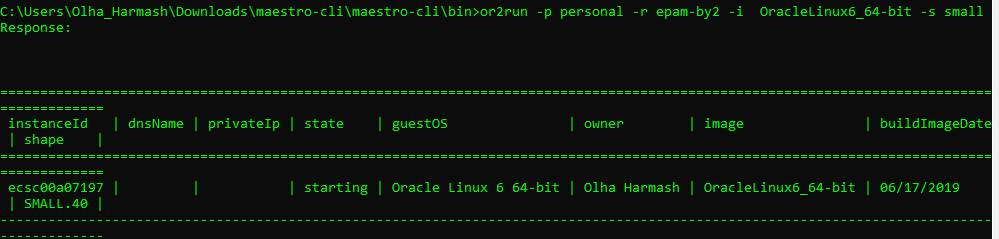 C:\Users\Olha_Harmash\Downloads\maestro-cli\maestro-cli\bin>or2run -p personal -r epam-by2 -i  OracleLinux6_64-bit -s small
Response:
============================================================================================================================
=============
instanceId   | dnsName | privateIp | state    | guestOS               | owner        | image               | buildImageDate
| shape    |
============================================================================================================================
=============
ecsc00a07197 |         |           | starting | Oracle Linux 6 64-bit | Olha Harmash | OracleLinux6_64-bit | 06/17/2019
| SMALL.40 |
----------------------------------------------------------------------------------------------------------------------------
-------------